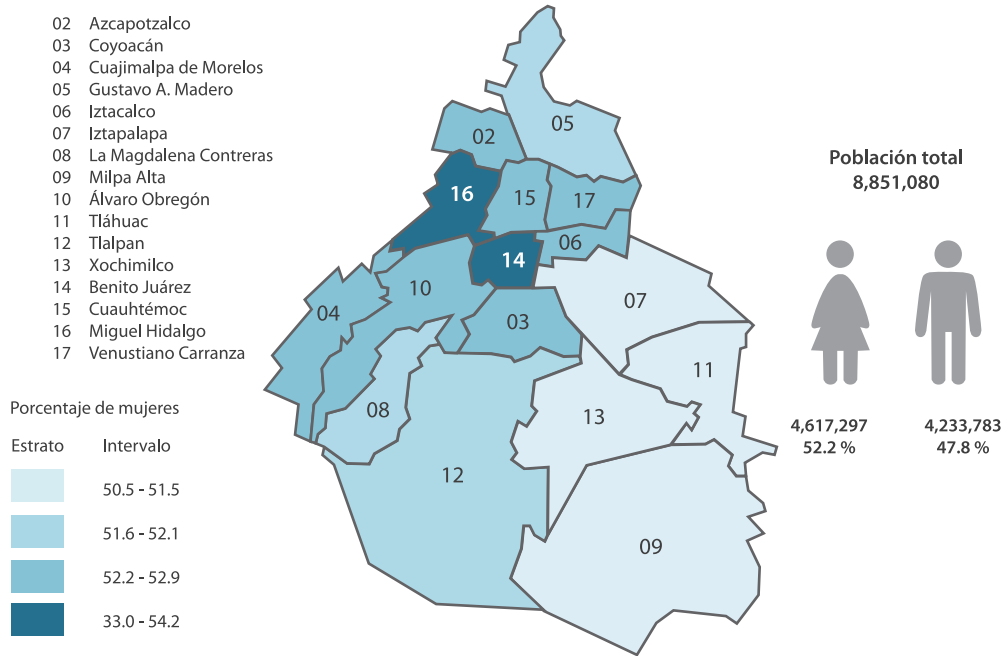 02 Azcapotzalco
03 Coyoacán
04 Cuajimalpa de Morelos
05 Gustavo A. Madero
06 Iztacalco
07 Iztapalapa
08 La Magdalena Contreras
09 Milpa Alta
10 Álvaro Obregón
11 Tláhuac
12 Tlalpan
13 Xochimilco
14 Benito Juárez
15 Cuauhtémoc
16 Miguel Hidalgo
17 Venustiano Carranza
Porcentaje de mujeres
Estrato Intervalo
50.5 - 51.5
51.6 - 52.1
52.2 - 52.9
33.0 - 54.2
05
02
16
15
17
06
14
10
04
07
03
11
08
13
12
09
Población total
8,851,080
4,617,297
52.2 %
4,233,783
47.8 %